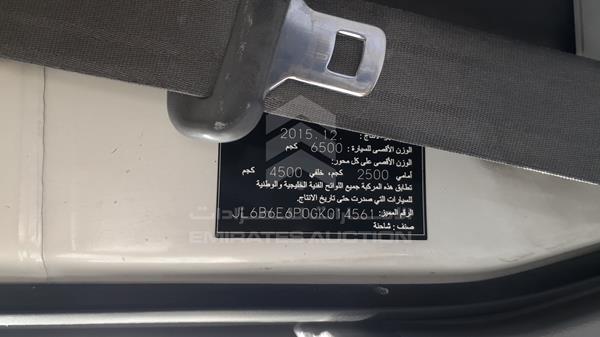 الانتاج: 2015.12.
الوزن الأقصى للسيارة : 6500 كجم
الوزن الأقصى على كل محور:
أمامي 2500 كجم، خلفي 4500 كجم
تطابق هذه المركبة جميع اللوائح الفنية الخليجية والوطنية
للسيارات التي صدرت حتى تاريخ الانتاج.
الرقم المميز: JL6B6E6P0GK014561
صنف : شاحنة
EMIRATES AUCTION